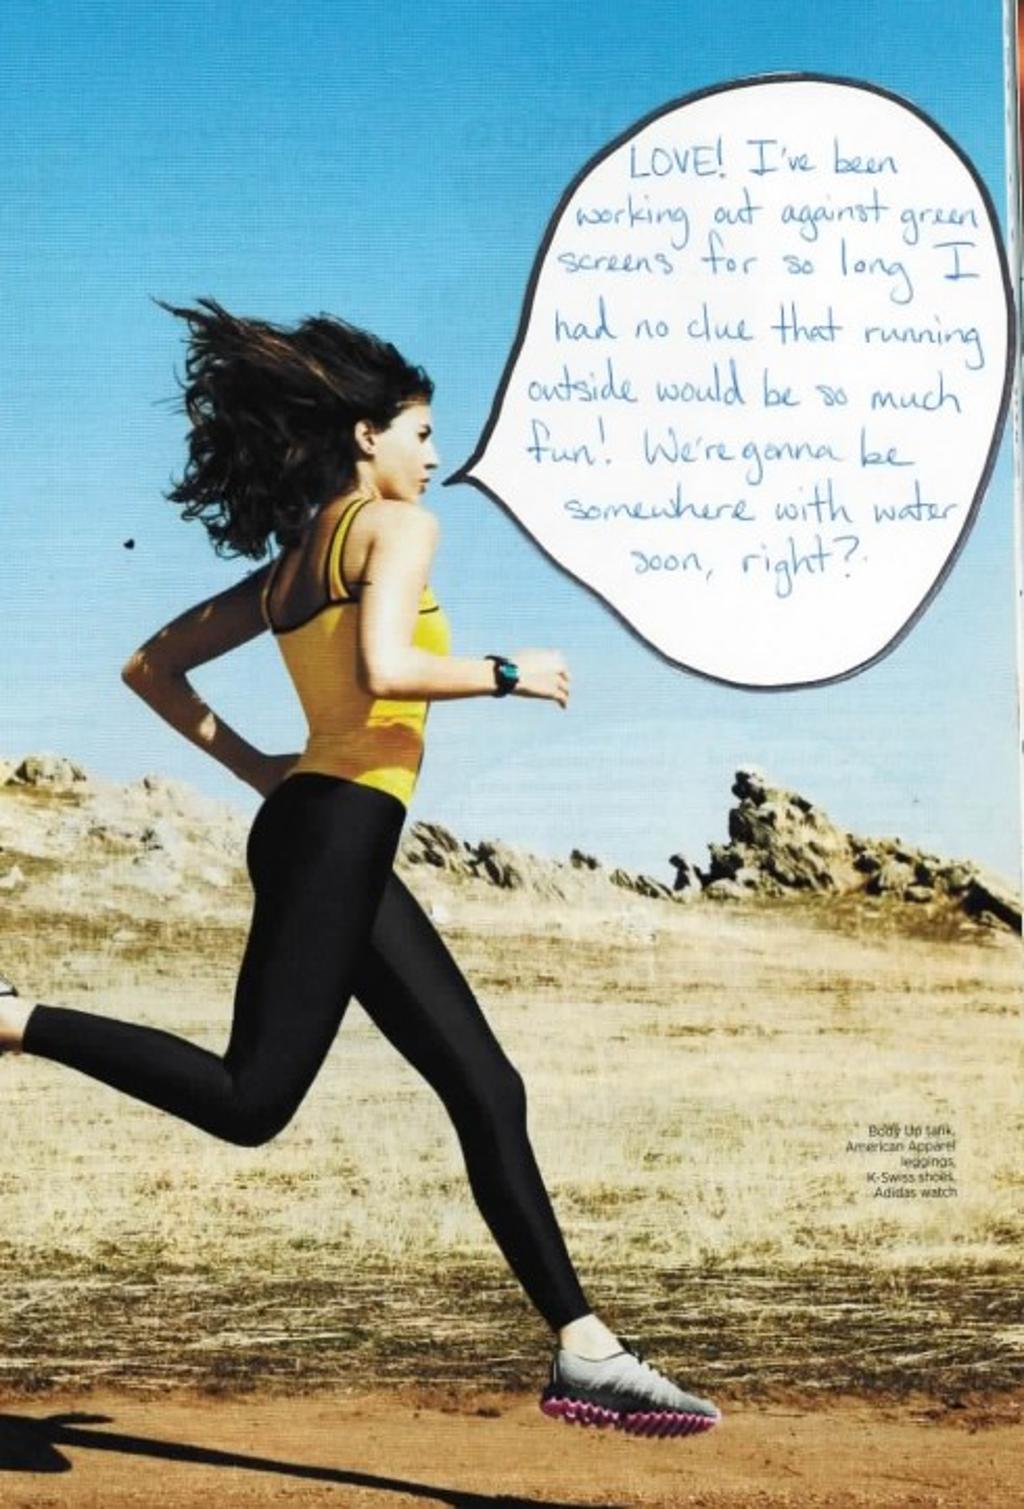 LOVE! I've been
working out against green
screens for so long I
had no clue that running
outside would be so much
fun! We're gonna be
somewhere with water
soon, right?
Body Up tank,
American Apparel
leggings,
K-Swiss shoes,
Adidas watch